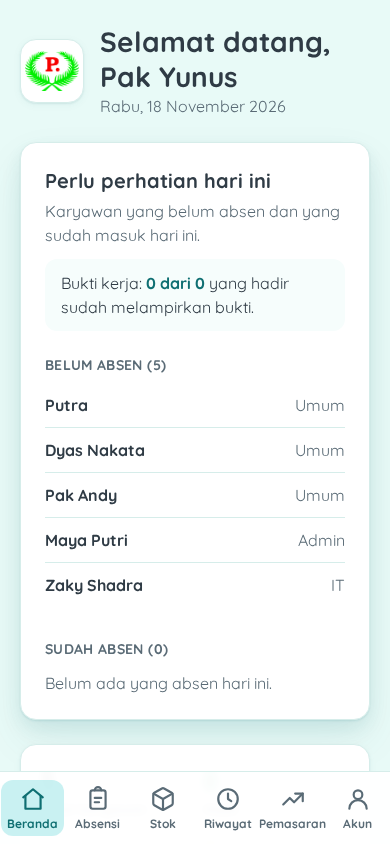 P.
Selamat datang,
Pak Yunus
Rabu, 18 November 2026
Perlu perhatian hari ini
Karyawan yang belum absen dan yang
sudah masuk hari ini.
Bukti kerja: 0 dari 0 yang hadir
sudah melampirkan bukti.
BELUM ABSEN (5)
Putra Umum
Dyas Nakata Umum
Pak Andy Umum
Maya Putri Admin
Zaky Shadra IT
SUDAH ABSEN (0)
Belum ada yang absen hari ini.
Beranda Absensi Stok Riwayat Pemasaran Akun